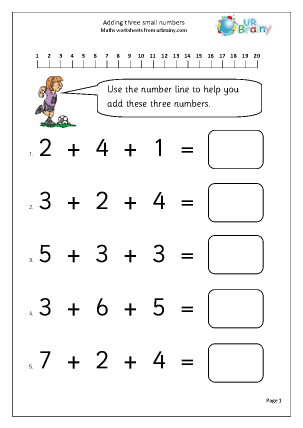 Adding three small numbers
Maths worksheets from urbrainy.com
UR
Brainy
1 2 3 4 5 6 7 8 9 10 11 12 13 14 15 16 17 18 19 20
Use the number line to help you
add these three numbers.
1. 2 + 4 + 1 =
2. 3 + 2 + 4 =
3. 5 + 3 + 3 =
4. 3 + 6 + 5 =
5. 7 + 2 + 4 =
Page 1